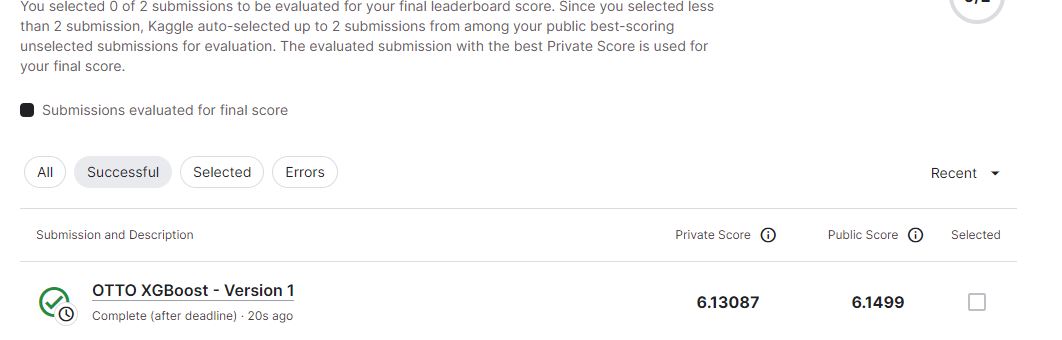 You selected 0 of 2 submissions to be evaluated for your final leaderboard score. Since you selected less
than 2 submission, Kaggle auto-selected up to 2 submissions from among your public best-scoring
unselected submissions for evaluation. The evaluated submission with the best Private Score is used for
your final score.
Submissions evaluated for final score
All Successful Selected Errors
Recent
Submission and Description Private Score Public Score Selected
OTTO XGBoost - Version 1
6.13087 6.1499
Complete (after deadline) · 20s ago